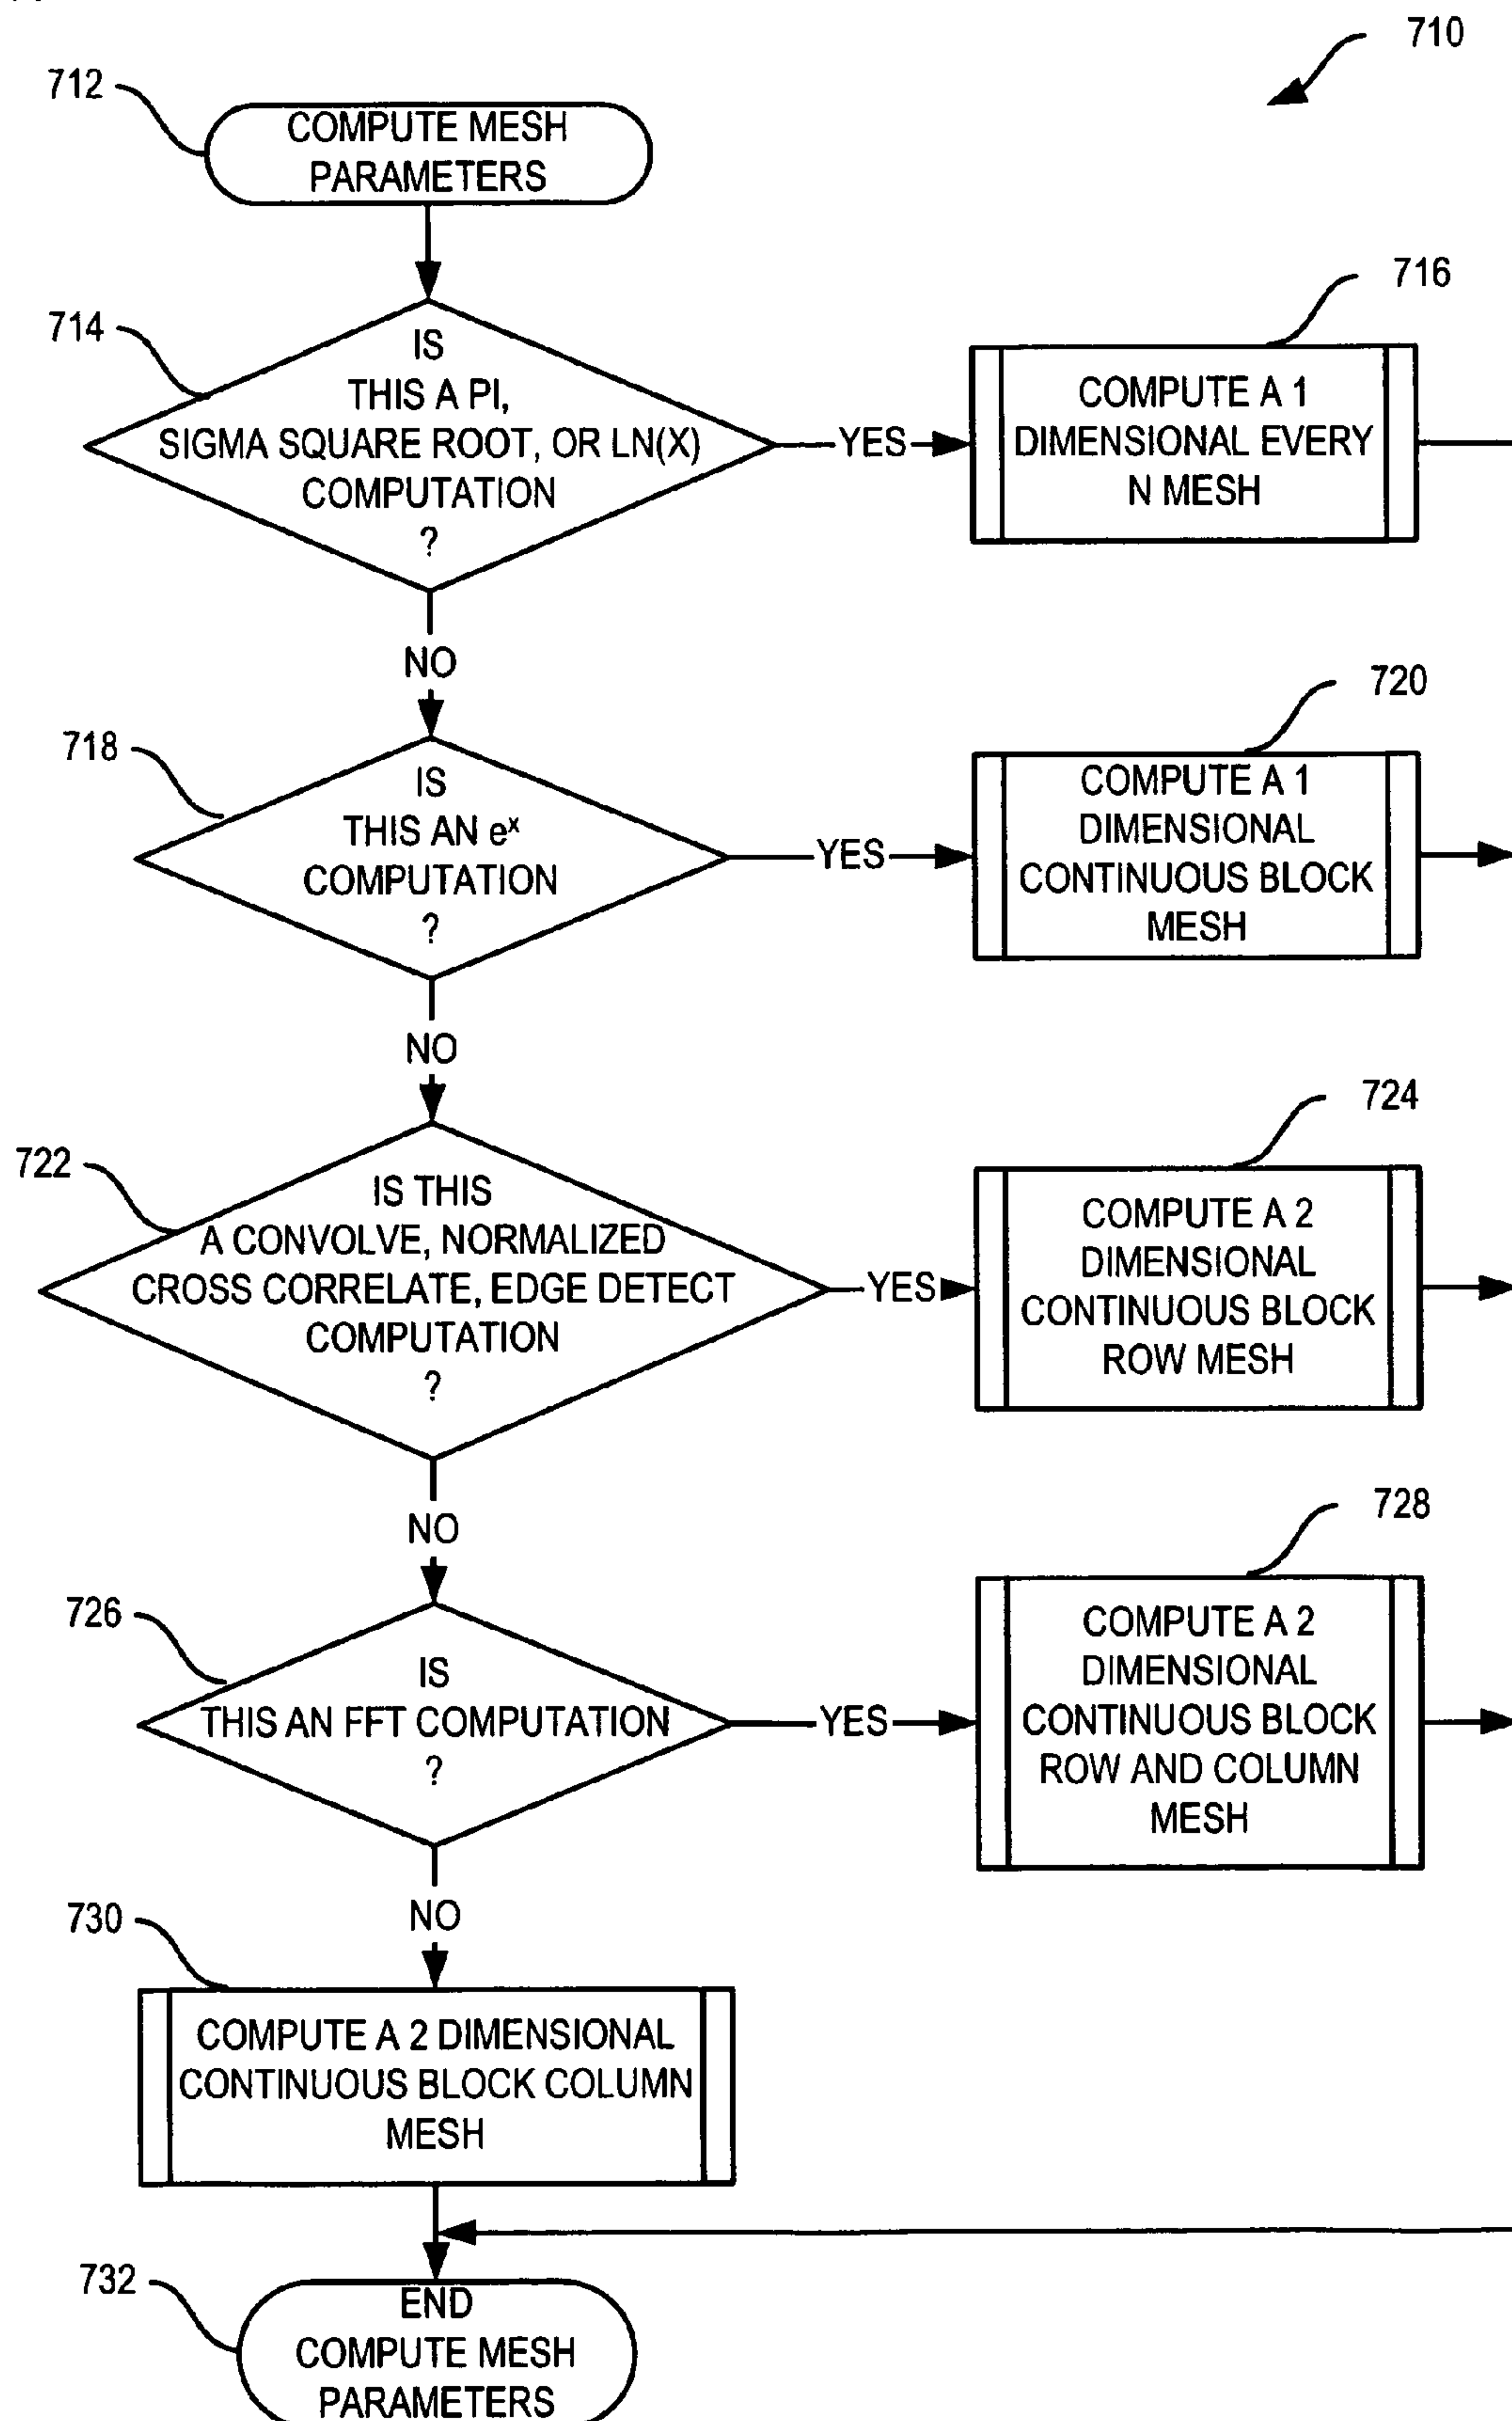 710
712
COMPUTE MESH
PARAMETERS
714
IS
THIS A PI,
SIGMA SQUARE ROOT, OR LN(X)
COMPUTATION
?
YES
716
COMPUTE A 1
DIMENSIONAL EVERY
N MESH
NO
718
IS
THIS AN eˣ
COMPUTATION
?
YES
720
COMPUTE A 1
DIMENSIONAL
CONTINUOUS BLOCK
MESH
NO
722
IS THIS
A CONVOLVE, NORMALIZED
CROSS CORRELATE, EDGE DETECT
COMPUTATION
?
YES
724
COMPUTE A 2
DIMENSIONAL
CONTINUOUS BLOCK
ROW MESH
NO
726
IS
THIS AN FFT COMPUTATION
?
YES
728
COMPUTE A 2
DIMENSIONAL
CONTINUOUS BLOCK
ROW AND COLUMN
MESH
NO
730
COMPUTE A 2 DIMENSIONAL
CONTINUOUS BLOCK COLUMN
MESH
732
END
COMPUTE MESH
PARAMETERS